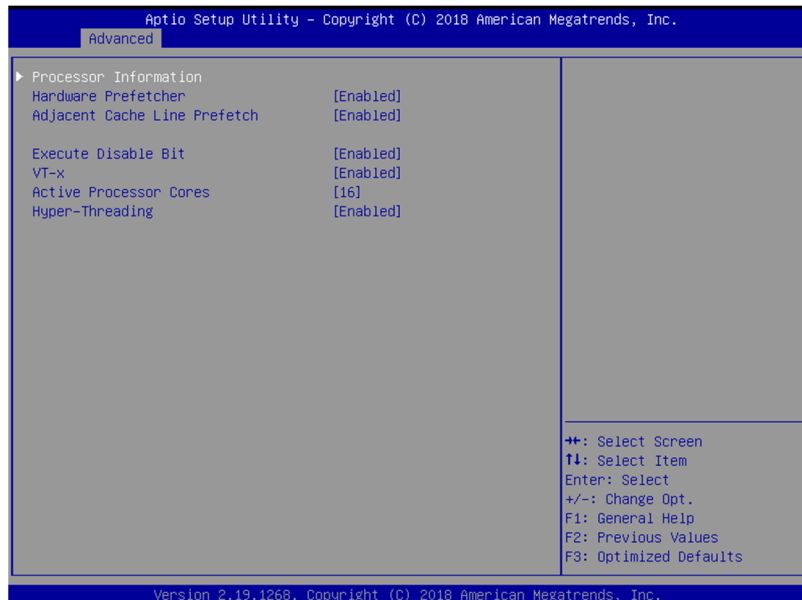 Aptio Setup Utility – Copyright (C) 2018 American Megatrends, Inc.
Advanced
Processor Information
Hardware Prefetcher [Enabled]
Adjacent Cache Line Prefetch [Enabled]
Execute Disable Bit [Enabled]
VT-x [Enabled]
Active Processor Cores [16]
Hyper-Threading [Enabled]
→←: Select Screen
↑↓: Select Item
Enter: Select
+/-: Change Opt.
F1: General Help
F2: Previous Values
F3: Optimized Defaults
Version 2.19.1268. Copyright (C) 2018 American Megatrends, Inc.